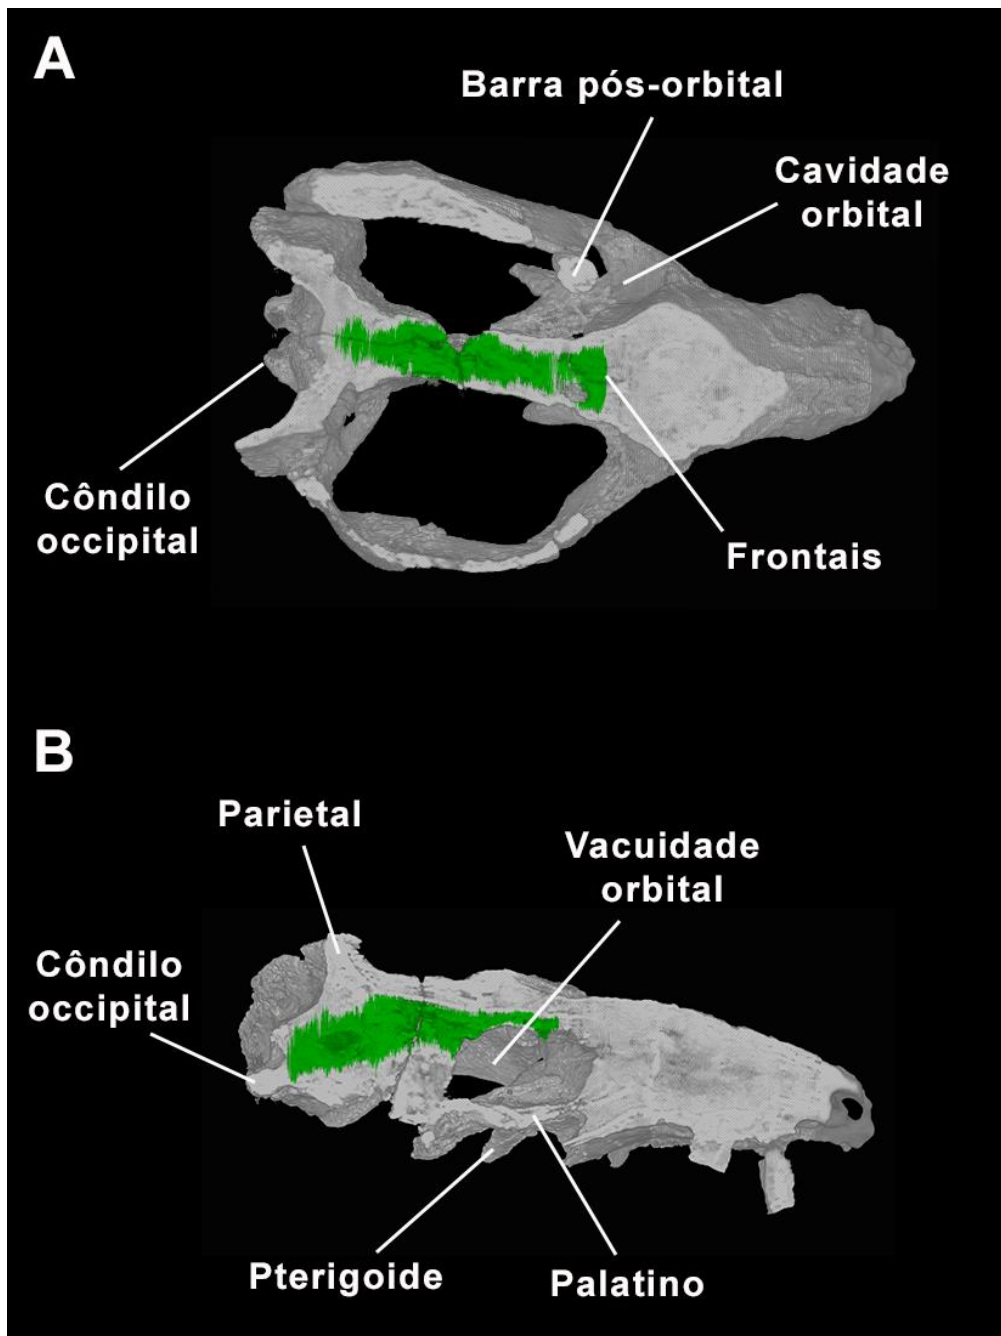 A
Barra pós-orbital
Cavidade
orbital
Côndilo
occipital
Frontais
B
Parietal
Vacuidade
orbital
Côndilo
occipital
Pterigoide
Palatino